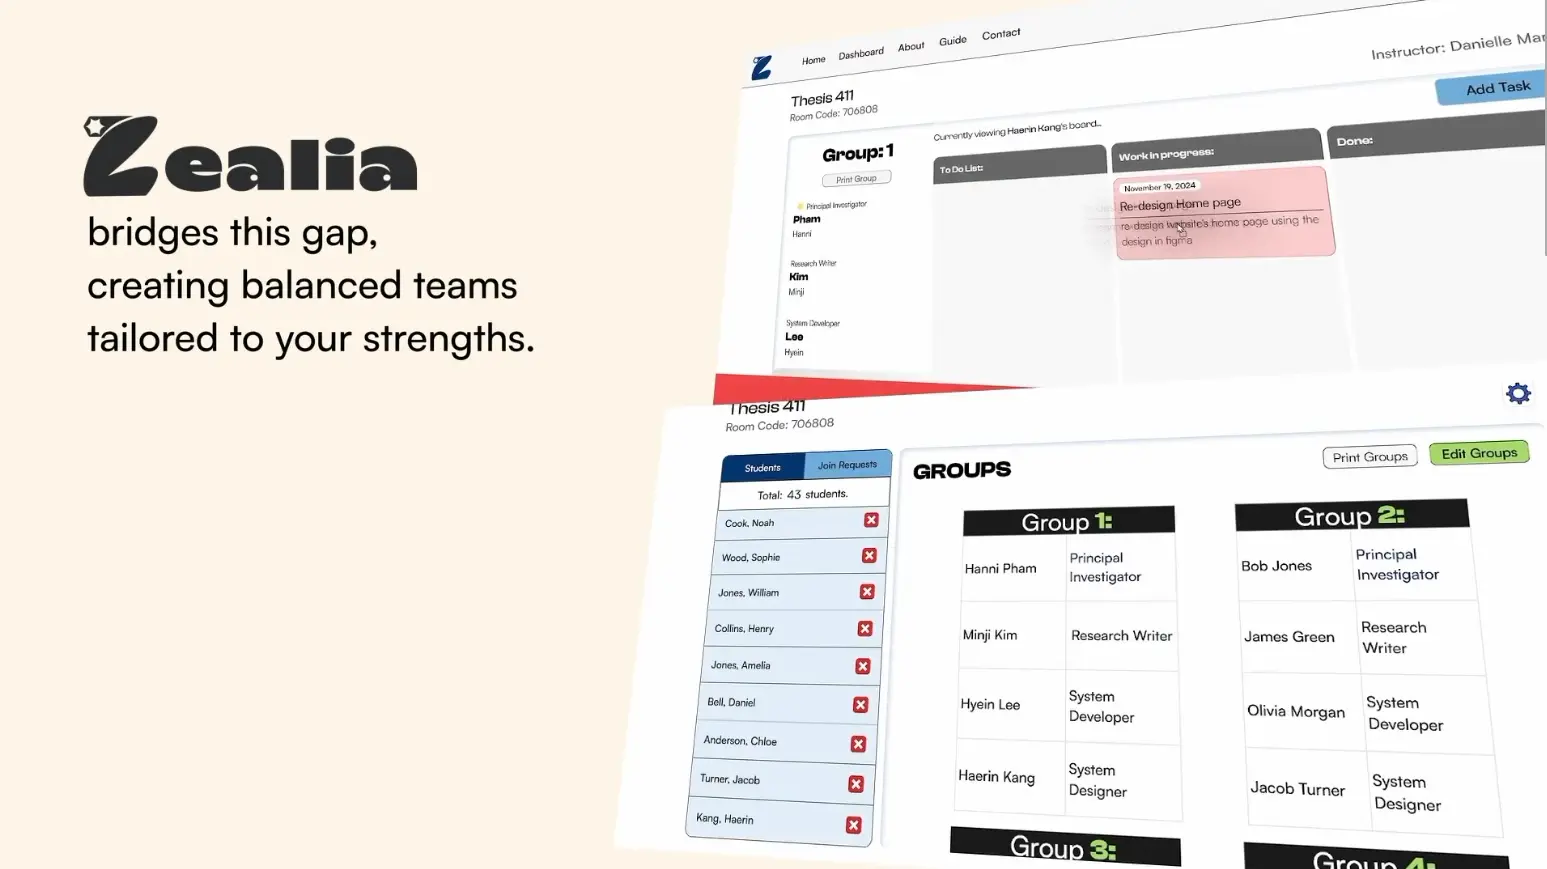 Zealia
bridges this gap,
creating balanced teams
tailored to your strengths.
Home Dashboard About Guide Contact
Instructor: Danielle Mar
Thesis 411
Room Code: 706808
Add Task
Group: 1
Print Group
Principal Investigator
Pham
Hanni
Research Writer
Kim
Minji
System Developer
Lee
Hyein
Currently viewing Haerin Kang's board...
To Do List:
Work in progress:
Done:
November 19, 2024
Re-design Home page
re-design website's home page using the
design in figma
Thesis 411
Room Code: 706808
Students Join Requests
Total: 43 students.
Cook, Noah
Wood, Sophie
Jones, William
Collins, Henry
Jones, Amelia
Bell, Daniel
Anderson, Chloe
Turner, Jacob
Kang, Haerin
GROUPS
Print Groups
Edit Groups
Group 1:
Hanni Pham Principal
Investigator
Minji Kim Research Writer
Hyein Lee System
Developer
Haerin Kang System
Designer
Group 2:
Bob Jones Principal
Investigator
James Green Research
Writer
Olivia Morgan System
Developer
Jacob Turner System
Designer
Group 3:
Group 4: